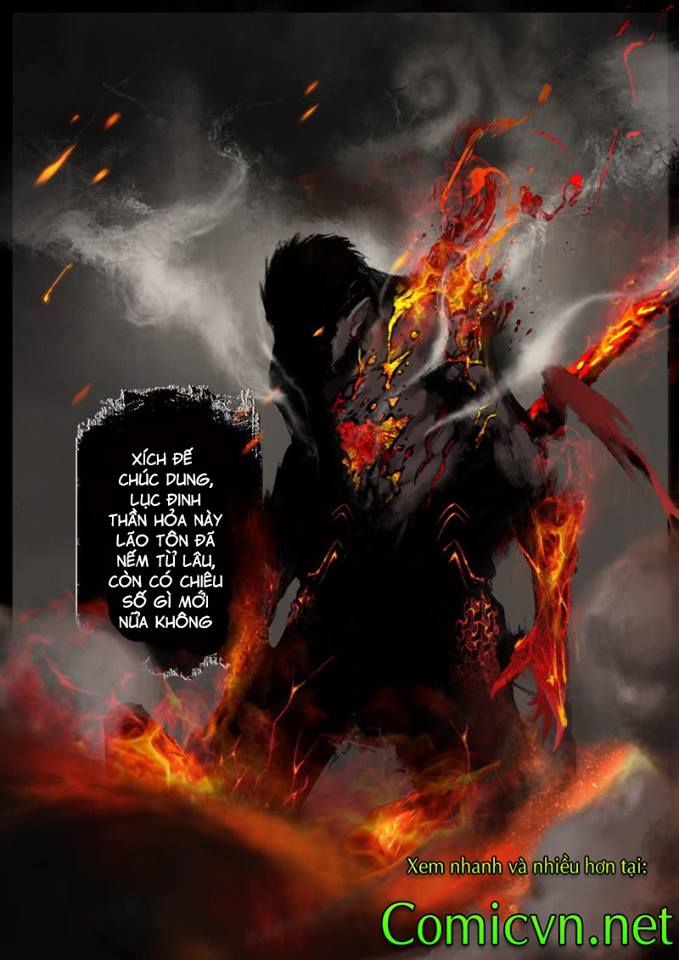 XÍCH ĐẾ
CHÚC DUNG,
LỤC ĐINH
THẦN HỎA NÀY
LÃO TÔN ĐÃ
NẾM TỪ LÂU,
CÒN CÓ CHIÊU
SỐ GÌ MỚI
NỮA KHÔNG
Xem nhanh và nhiều hơn tại:
Comicvn.net